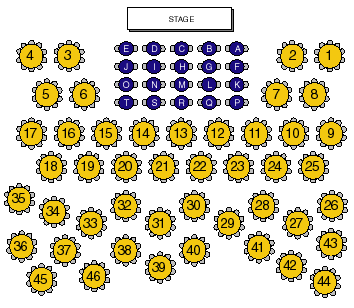 STAGE
4 3 E D C B A 2 1
J I H G F
5 6 O N M L K 7 8
T S R Q P
17 16 15 14 13 12 11 10 9
18 19 20 21 22 23 24 25
35 34 33 32 31 30 29 28 27 26
36 37 38 39 40 41 42 43
45 46 44